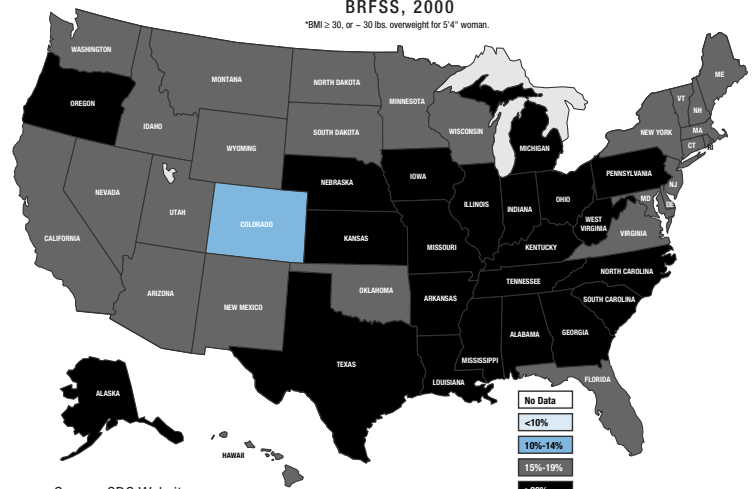 BRFSS, 2000
*BMI ≥ 30, or ~ 30 lbs. overweight for 5'4" woman.
WASHINGTON
OREGON
MONTANA
IDAHO
NORTH DAKOTA
MINNESOTA
SOUTH DAKOTA
WYOMING
WISCONSIN
MICHIGAN
NEW YORK
VT
NH
ME
MA
CT
RI
NEVADA
UTAH
COLORADO
NEBRASKA
IOWA
ILLINOIS
INDIANA
OHIO
PENNSYLVANIA
NJ
MD
DE
CALIFORNIA
KANSAS
MISSOURI
KENTUCKY
WEST
VIRGINIA
VIRGINIA
ARIZONA
NEW MEXICO
OKLAHOMA
ARKANSAS
TENNESSEE
NORTH CAROLINA
SOUTH CAROLINA
TEXAS
LOUISIANA
MISSISSIPPI
ALABAMA
GEORGIA
FLORIDA
ALASKA
HAWAII
No Data
<10%
10%-14%
15%-19%